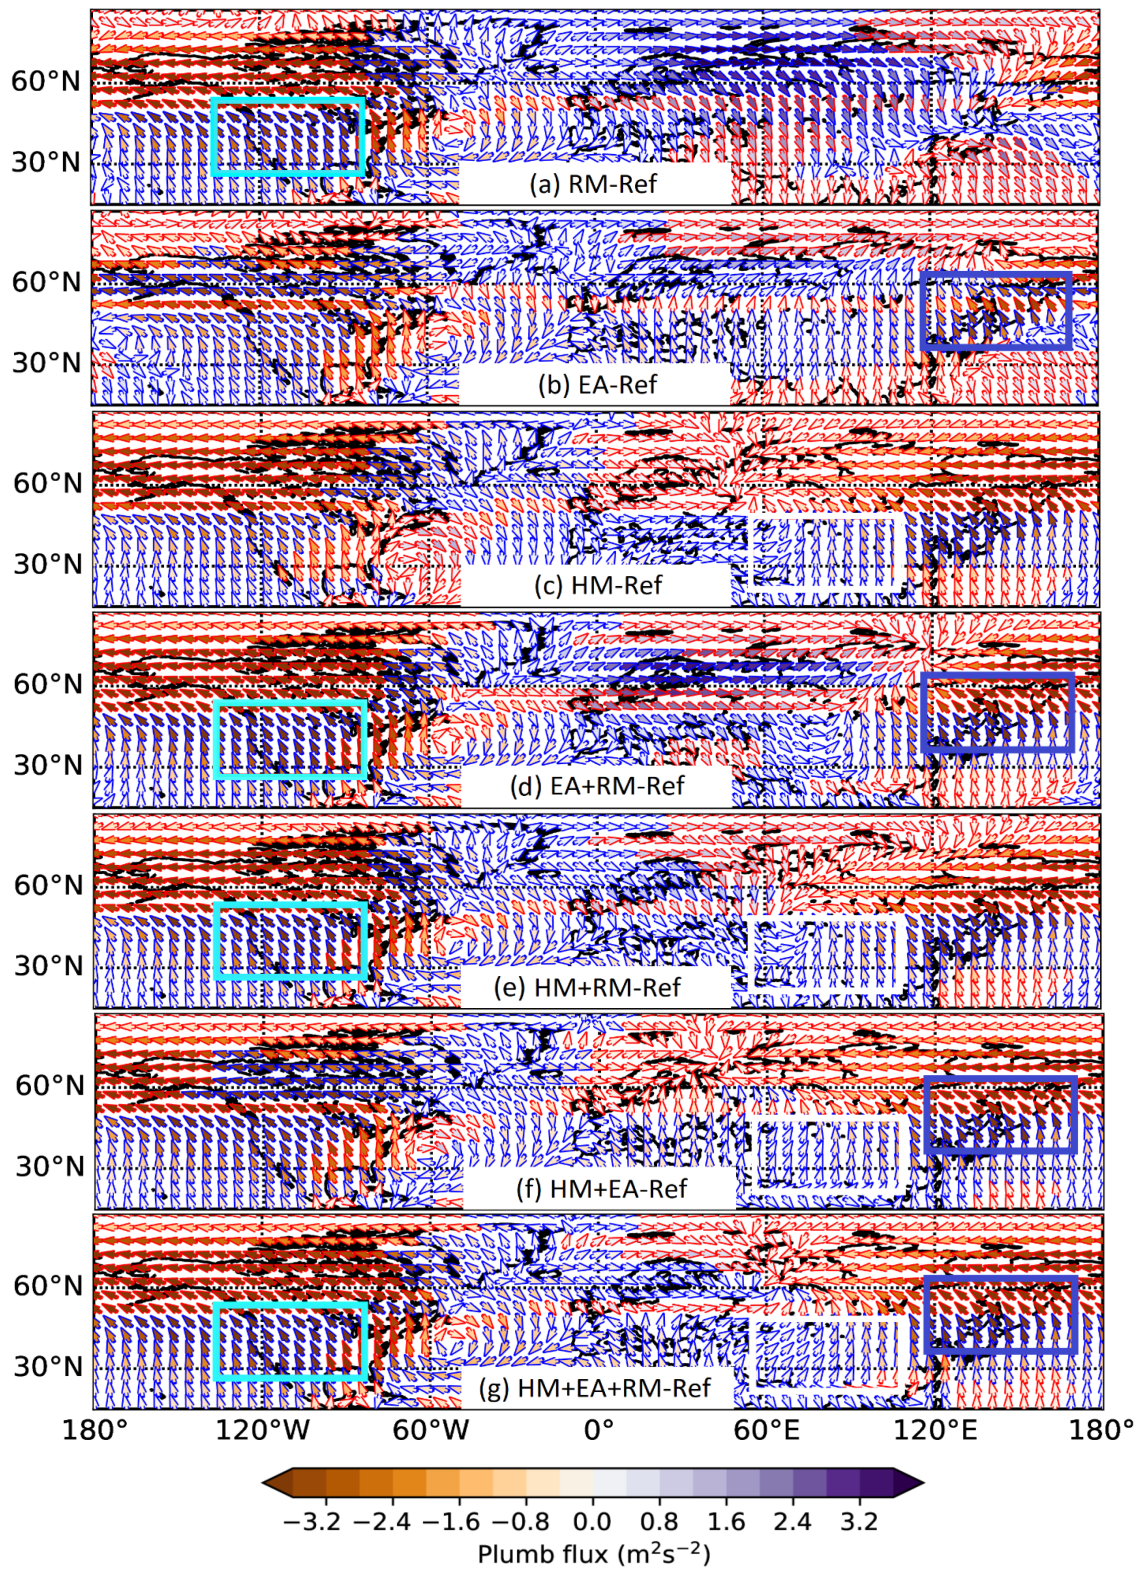 60°N
30°N
(a) RM-Ref
60°N
30°N
(b) EA-Ref
60°N
30°N
(c) HM-Ref
60°N
30°N
(d) EA+RM-Ref
60°N
30°N
(e) HM+RM-Ref
60°N
30°N
(f) HM+EA-Ref
60°N
30°N
(g) HM+EA+RM-Ref
180° 120°W 60°W 0° 60°E 120°E 180°
−3.2 −2.4 −1.6 −0.8 0.0 0.8 1.6 2.4 3.2
Plumb flux (m²s⁻²)